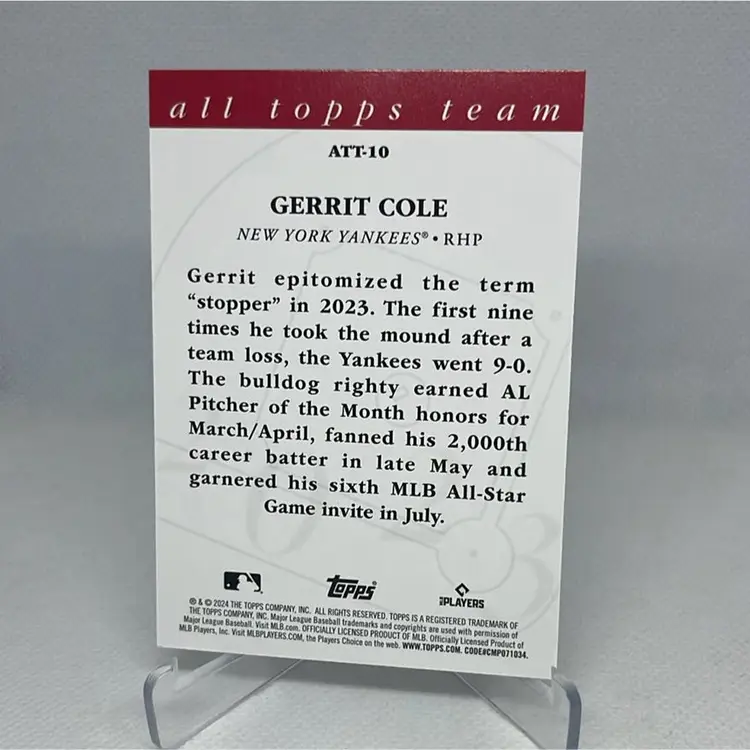 all topps team
ATT-10
GERRIT COLE
NEW YORK YANKEES® • RHP
Gerrit epitomized the term
“stopper” in 2023. The first nine
times he took the mound after a
team loss, the Yankees went 9-0.
The bulldog righty earned AL
Pitcher of the Month honors for
March/April, fanned his 2,000th
career batter in late May and
garnered his sixth MLB All-Star
Game invite in July.
topps
MLB PLAYERS
® & © 2024 THE TOPPS COMPANY, INC. ALL RIGHTS RESERVED. TOPPS IS A REGISTERED TRADEMARK OF
THE TOPPS COMPANY, INC. Major League Baseball trademarks and copyrights are used with permission of
Major League Baseball. Visit MLB.com. OFFICIALLY LICENSED PRODUCT OF MLB. Officially Licensed Product of
MLB Players, Inc. Visit MLBPLAYERS.COM, the Players Choice on the web. WWW.TOPPS.COM. CODE#CMP071034.